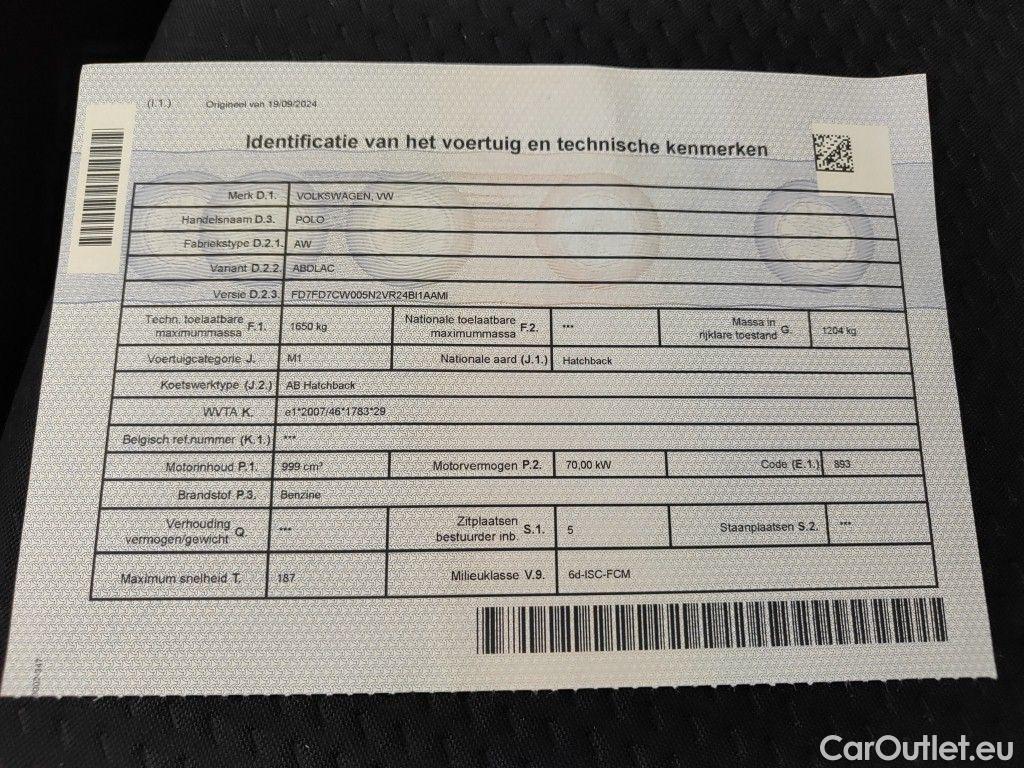 (I.1.) Origineel van 19/09/2024
Identificatie van het voertuig en technische kenmerken
Merk D.1. VOLKSWAGEN, VW
Handelsnaam D.3. POLO
Fabriekstype D.2.1. AW
Variant D.2.2. ABDLAC
Versie D.2.3. FD7FD7CW005N2VR24BI1AAMI
Techn. toelaatbare maximummassa F.1. 1650 kg Nationale toelaatbare maximummassa F.2. *** Massa in rijklare toestand G. 1204 kg
Voertuigcategorie J. M1 Nationale aard (J.1.) Hatchback
Koetswerktype (J.2.) AB Hatchback
WVTA K. e1*2007/46*1783*29
Belgisch ref.nummer (K.1.) ***
Motorinhoud P.1. 999 cm³ Motorvermogen P.2. 70,00 kW Code (E.1.) 893
Brandstof P.3. Benzine
Verhouding vermogen/gewicht Q. *** Zitplaatsen bestuurder inb. S.1. 5 Staanplaatsen S.2. ***
Maximum snelheid T. 187 Milieuklasse V.9. 6d-ISC-FCM
CarOutlet.eu